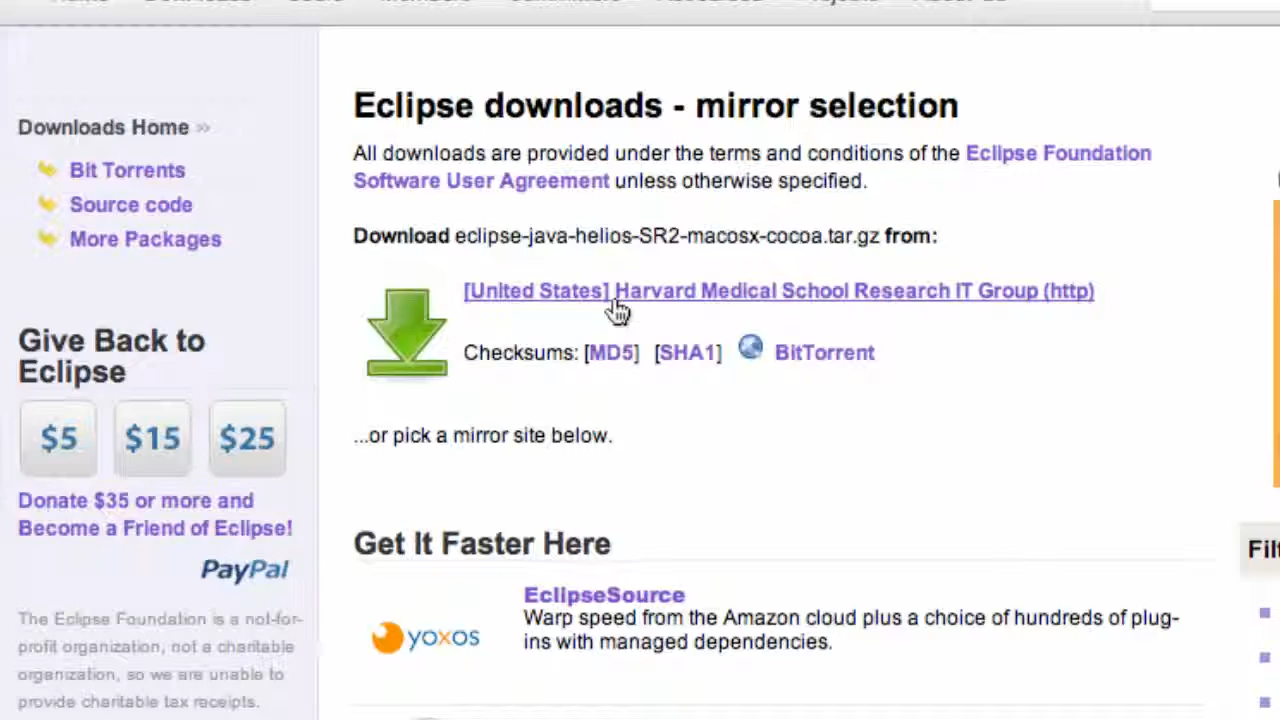 Downloads Home »
Bit Torrents
Source code
More Packages
Give Back to
Eclipse
$5 $15 $25
Donate $35 or more and
Become a Friend of Eclipse!
PayPal
The Eclipse Foundation is a not-for-
profit organization, not a charitable
organization, so we are unable to
provide charitable tax receipts.
Eclipse downloads - mirror selection
All downloads are provided under the terms and conditions of the Eclipse Foundation
Software User Agreement unless otherwise specified.
Download eclipse-java-helios-SR2-macosx-cocoa.tar.gz from:
[United States] Harvard Medical School Research IT Group (http)
Checksums: [MD5] [SHA1] BitTorrent
...or pick a mirror site below.
Get It Faster Here
EclipseSource
yoxos
Warp speed from the Amazon cloud plus a choice of hundreds of plug-
ins with managed dependencies.